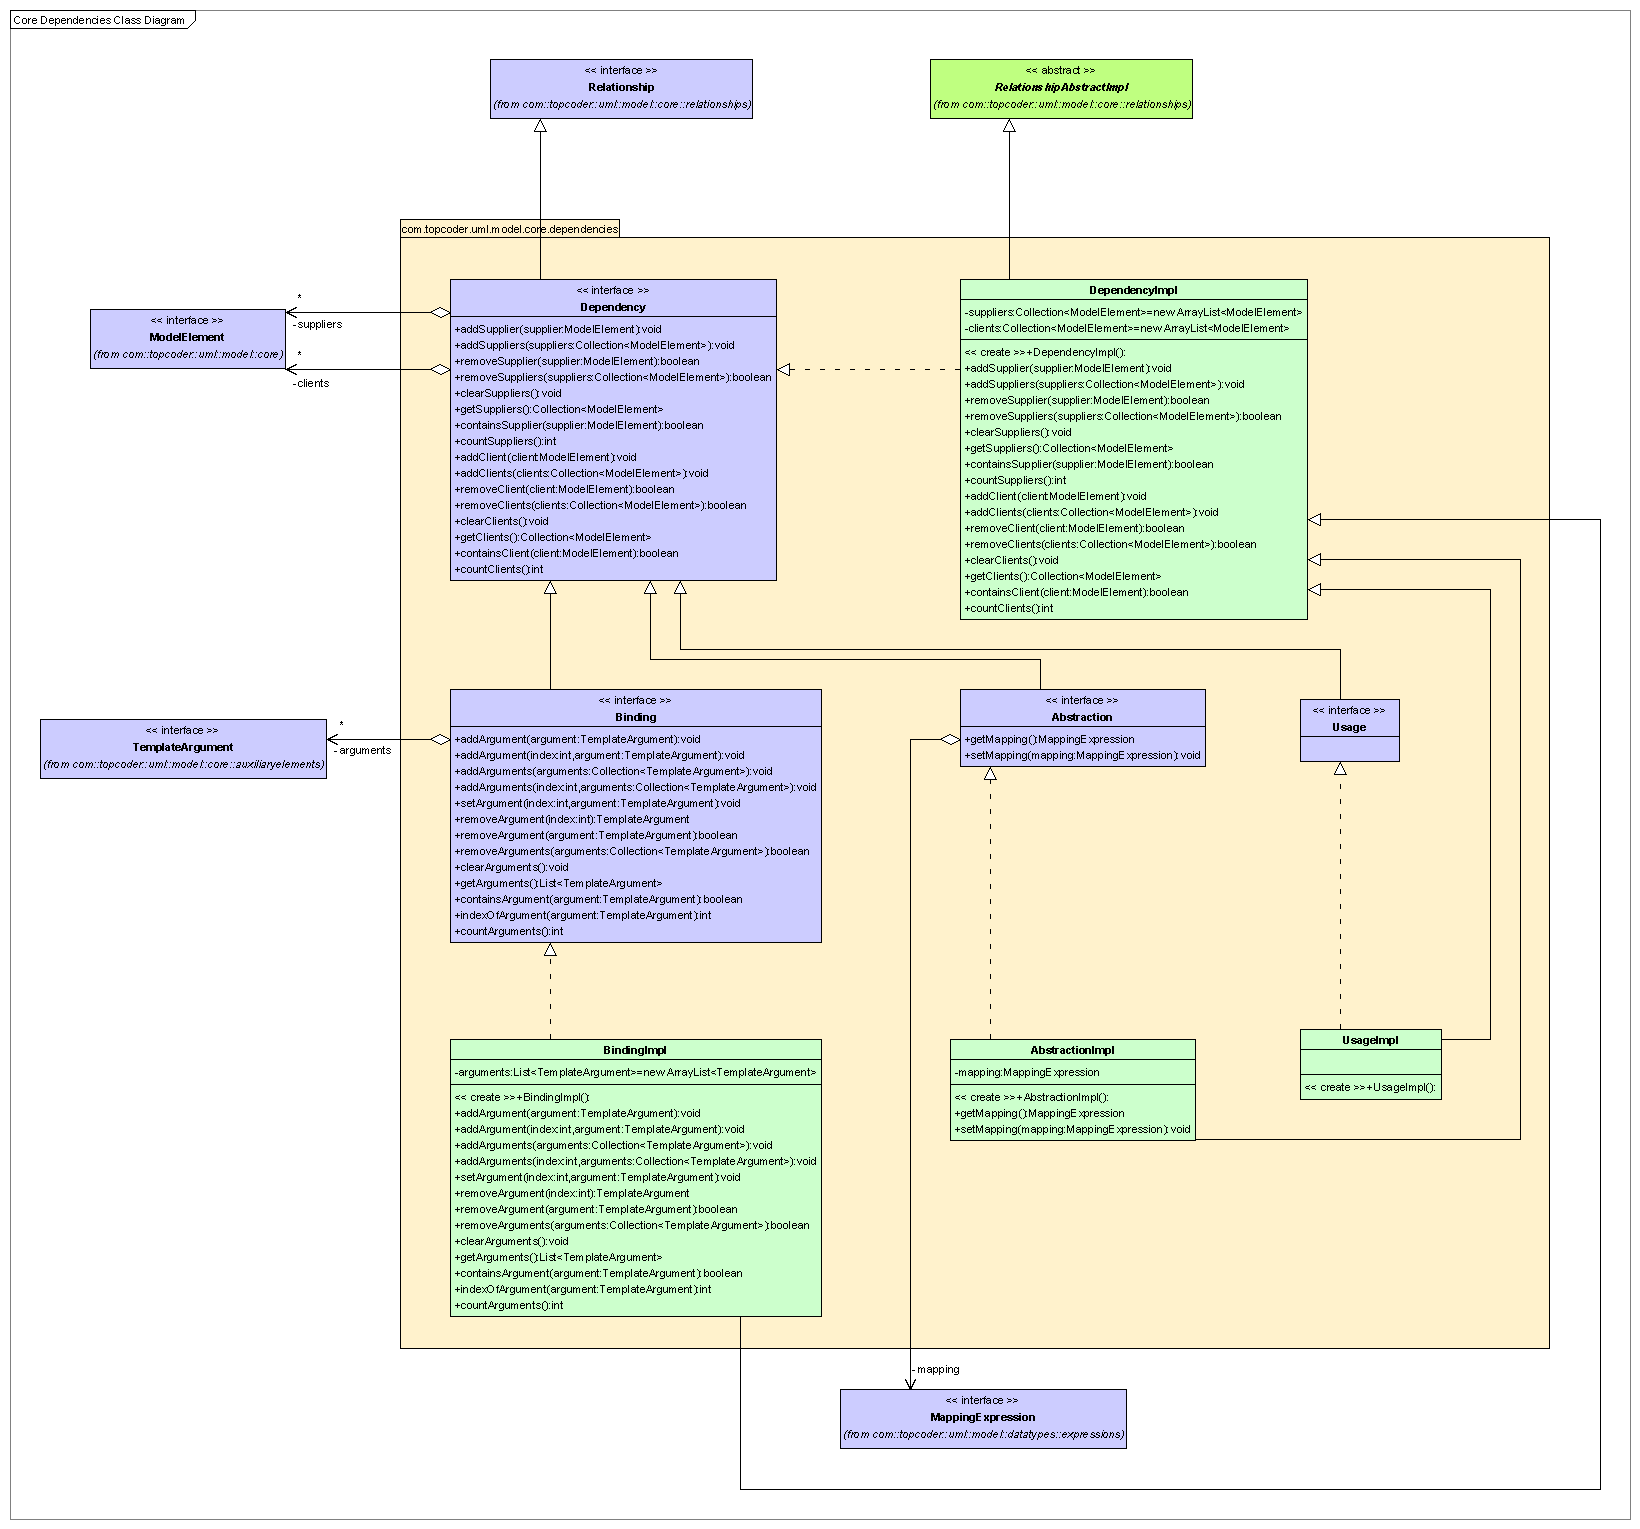 Core Dependencies Class Diagram
<< interface >>
Relationship
(from com::topcoder::uml::model::core::relationships)
<< abstract >>
RelationshipAbstractImpl
(from com::topcoder::uml::model::core::relationships)
com.topcoder.uml.model.core.dependencies
<< interface >>
ModelElement
(from com::topcoder::uml::model::core)
*
-suppliers
*
-clients
<< interface >>
Dependency
+addSupplier(supplier:ModelElement):void
+addSuppliers(suppliers:Collection<ModelElement>):void
+removeSupplier(supplier:ModelElement):boolean
+removeSuppliers(suppliers:Collection<ModelElement>):boolean
+clearSuppliers():void
+getSuppliers():Collection<ModelElement>
+containsSupplier(supplier:ModelElement):boolean
+countSuppliers():int
+addClient(client:ModelElement):void
+addClients(clients:Collection<ModelElement>):void
+removeClient(client:ModelElement):boolean
+removeClients(clients:Collection<ModelElement>):boolean
+clearClients():void
+getClients():Collection<ModelElement>
+containsClient(client:ModelElement):boolean
+countClients():int
DependencyImpl
-suppliers:Collection<ModelElement>=new ArrayList<ModelElement>
-clients:Collection<ModelElement>=new ArrayList<ModelElement>
<< create >>+DependencyImpl():
+addSupplier(supplier:ModelElement):void
+addSuppliers(suppliers:Collection<ModelElement>):void
+removeSupplier(supplier:ModelElement):boolean
+removeSuppliers(suppliers:Collection<ModelElement>):boolean
+clearSuppliers():void
+getSuppliers():Collection<ModelElement>
+containsSupplier(supplier:ModelElement):boolean
+countSuppliers():int
+addClient(client:ModelElement):void
+addClients(clients:Collection<ModelElement>):void
+removeClient(client:ModelElement):boolean
+removeClients(clients:Collection<ModelElement>):boolean
+clearClients():void
+getClients():Collection<ModelElement>
+containsClient(client:ModelElement):boolean
+countClients():int
<< interface >>
TemplateArgument
(from com::topcoder::uml::model::core::auxiliaryelements)
*
-arguments
<< interface >>
Binding
+addArgument(argument:TemplateArgument):void
+addArgument(index:int,argument:TemplateArgument):void
+addArguments(arguments:Collection<TemplateArgument>):void
+addArguments(index:int,arguments:Collection<TemplateArgument>):void
+setArgument(index:int,argument:TemplateArgument):void
+removeArgument(index:int):TemplateArgument
+removeArgument(argument:TemplateArgument):boolean
+removeArguments(arguments:Collection<TemplateArgument>):boolean
+clearArguments():void
+getArguments():List<TemplateArgument>
+containsArgument(argument:TemplateArgument):boolean
+indexOfArgument(argument:TemplateArgument):int
+countArguments():int
<< interface >>
Abstraction
+getMapping():MappingExpression
+setMapping(mapping:MappingExpression):void
<< interface >>
Usage
BindingImpl
-arguments:List<TemplateArgument>=new ArrayList<TemplateArgument>
<< create >>+BindingImpl():
+addArgument(argument:TemplateArgument):void
+addArgument(index:int,argument:TemplateArgument):void
+addArguments(arguments:Collection<TemplateArgument>):void
+addArguments(index:int,arguments:Collection<TemplateArgument>):void
+setArgument(index:int,argument:TemplateArgument):void
+removeArgument(index:int):TemplateArgument
+removeArgument(argument:TemplateArgument):boolean
+removeArguments(arguments:Collection<TemplateArgument>):boolean
+clearArguments():void
+getArguments():List<TemplateArgument>
+containsArgument(argument:TemplateArgument):boolean
+indexOfArgument(argument:TemplateArgument):int
+countArguments():int
AbstractionImpl
-mapping:MappingExpression
<< create >>+AbstractionImpl():
+getMapping():MappingExpression
+setMapping(mapping:MappingExpression):void
UsageImpl
<< create >>+UsageImpl():
-mapping
<< interface >>
MappingExpression
(from com::topcoder::uml::model::datatypes::expressions)